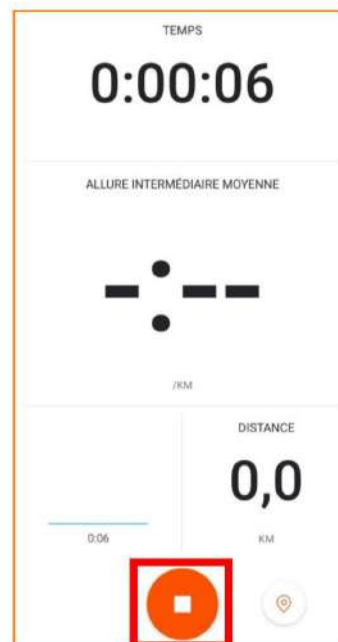 TEMPS
0:00:06
ALLURE INTERMÉDIAIRE MOYENNE
-:--
/KM
DISTANCE
0,0
0:06
KM